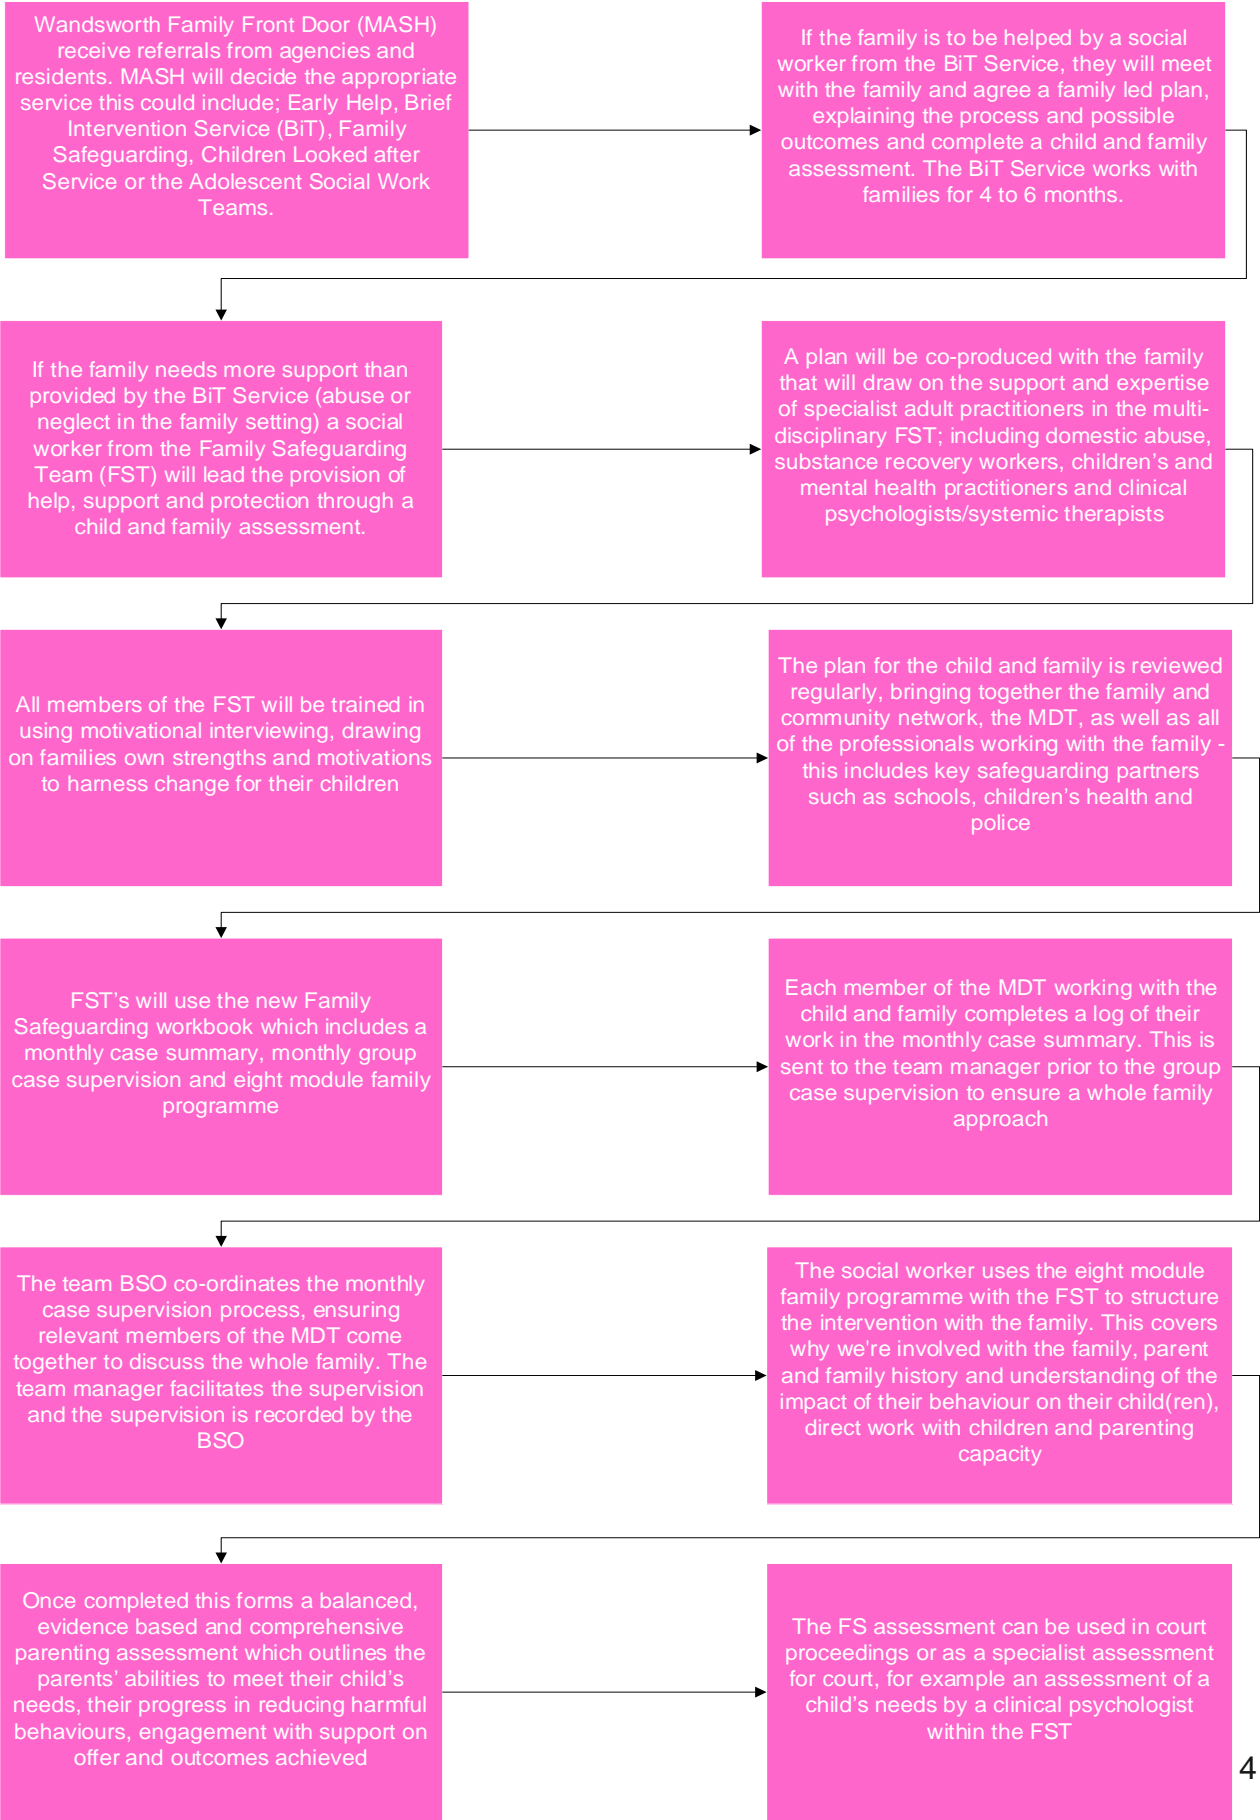 Wandsworth Family Front Door (MASH)
receive referrals from agencies and
residents. MASH will decide the appropriate
service this could include; Early Help, Brief
Intervention Service (BiT), Family
Safeguarding, Children Looked after
Service or the Adolescent Social Work
Teams.
If the family is to be helped by a social
worker from the BiT Service, they will meet
with the family and agree a family led plan,
explaining the process and possible
outcomes and complete a child and family
assessment. The BiT Service works with
families for 4 to 6 months.
If the family needs more support than
provided by the BiT Service (abuse or
neglect in the family setting) a social
worker from the Family Safeguarding
Team (FST) will lead the provision of
help, support and protection through a
child and family assessment.
A plan will be co-produced with the family
that will draw on the support and expertise
of specialist adult practitioners in the multi-
disciplinary FST; including domestic abuse,
substance recovery workers, children's and
mental health practitioners and clinical
psychologists/systemic therapists
All members of the FST will be trained in
using motivational interviewing, drawing
on families own strengths and motivations
to harness change for their children
The plan for the child and family is reviewed
regularly, bringing together the family and
community network, the MDT, as well as all
of the professionals working with the family -
this includes key safeguarding partners
such as schools, children's health and
police
FST's will use the new Family
Safeguarding workbook which includes a
monthly case summary, monthly group
case supervision and eight module family
programme
Each member of the MDT working with the
child and family completes a log of their
work in the monthly case summary. This is
sent to the team manager prior to the group
case supervision to ensure a whole family
approach
The team BSO co-ordinates the monthly
case supervision process, ensuring
relevant members of the MDT come
together to discuss the whole family. The
team manager facilitates the supervision
and the supervision is recorded by the
BSO
The social worker uses the eight module
family programme with the FST to structure
the intervention with the family. This covers
why we're involved with the family, parent
and family history and understanding of the
impact of their behaviour on their child(ren),
direct work with children and parenting
capacity
Once completed this forms a balanced,
evidence based and comprehensive
parenting assessment which outlines the
parents' abilities to meet their child's
needs, their progress in reducing harmful
behaviours, engagement with support on
offer and outcomes achieved
The FS assessment can be used in court
proceedings or as a specialist assessment
for court, for example an assessment of a
child's needs by a clinical psychologist
within the FST
4